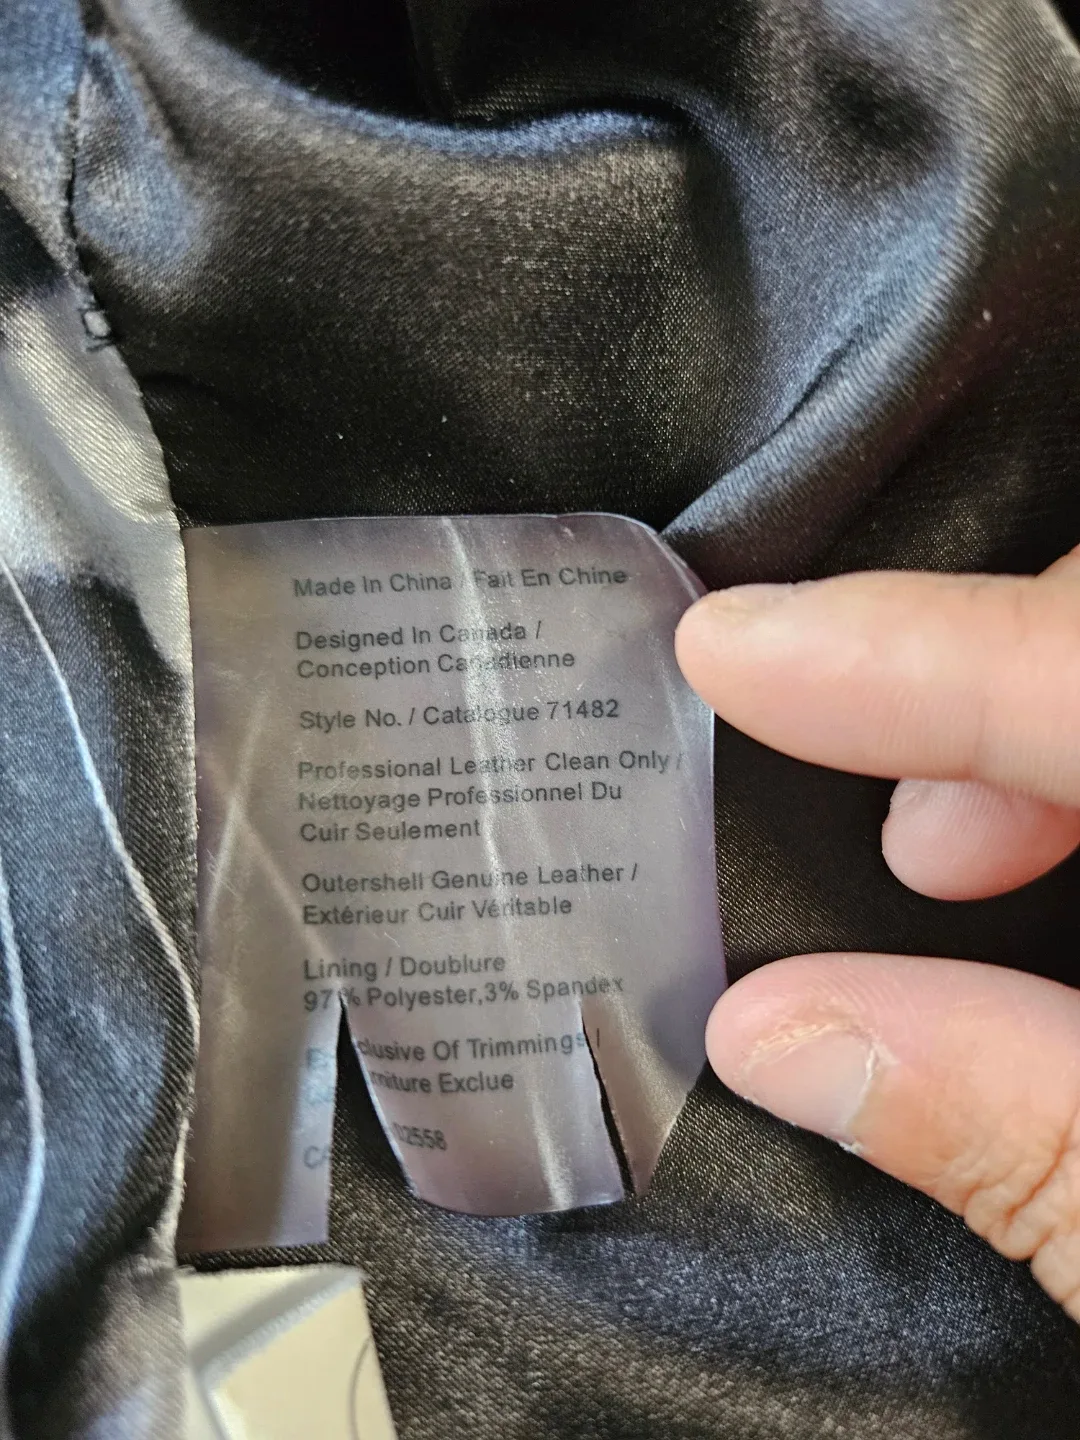 Made In China / Fait En Chine
Designed In Canada /
Conception Canadienne
Style No. / Catalogue 71482
Professional Leather Clean Only /
Nettoyage Professionnel Du
Cuir Seulement
Outershell Genuine Leather /
Extérieur Cuir Véritable
Lining / Doublure
97% Polyester,3% Spandex
Of Trimmings |
Exclue